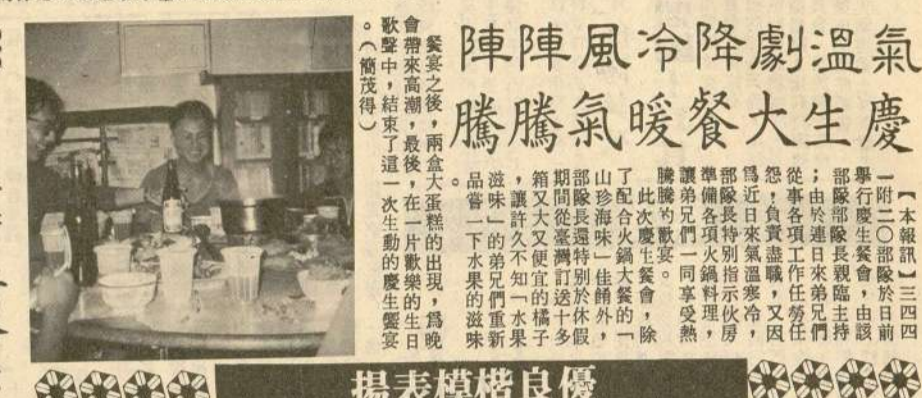 氣溫劇降冷風陣陣
慶生大餐暖氣騰騰
【本報訊】三四四
一附二〇部隊於日前
舉行慶生餐會，由該
部隊部隊長親臨主持
；由於連日來弟兄們
從事各項工作任勞任
怨，負責盡職，又因
爲近日來氣溫寒冷，
部隊長特別指示伙房
準備各項火鍋料理，
讓弟兄們一同享受熱
騰騰的歡宴。
此次慶生餐會，除
了配合火鍋大餐的「
山珍海味」佳餚外，
部隊長還特別於休假
期間從臺灣訂送十多
箱又大又便宜的橘子
，讓許久不知「水果
滋味」的弟兄們重新
品嘗一下水果的滋味
。
餐宴之後，兩盒大蛋糕的出現，爲晚
會帶來高潮，最後，在一片歡樂的生日
歌聲中，結束了這一次生動的慶生饗宴
。（簡茂得）
優良楷模表揚